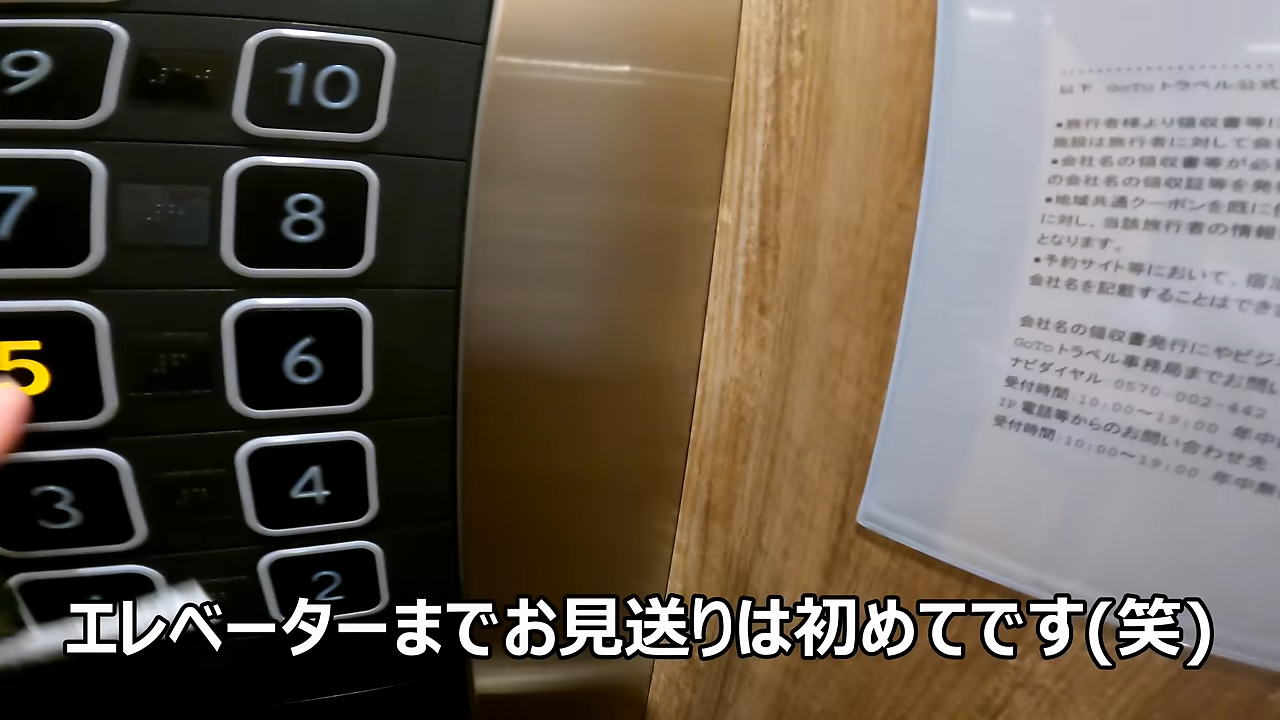 9
10
7
8
5
6
3
4
2
以下 GoToトラベル公式
●旅行者様より領収書等に
施設は旅行者に対して会
●会社名の領収書等が必
の会社名の領収証等を発
●地域共通クーポンを既に
に対し、当該旅行者の情報
となります。
●予約サイト等において、宿
会社名を記載することはでき
会社名の領収書発行にやビジ
GoToトラベル事務局までお問い
ナビダイヤル:0570-002-442
受付時間:10:00～19:00 年中
IP電話等からのお問い合わせ先
受付時間:10:00～19:00 年中無
エレベーターまでお見送りは初めてです(笑)